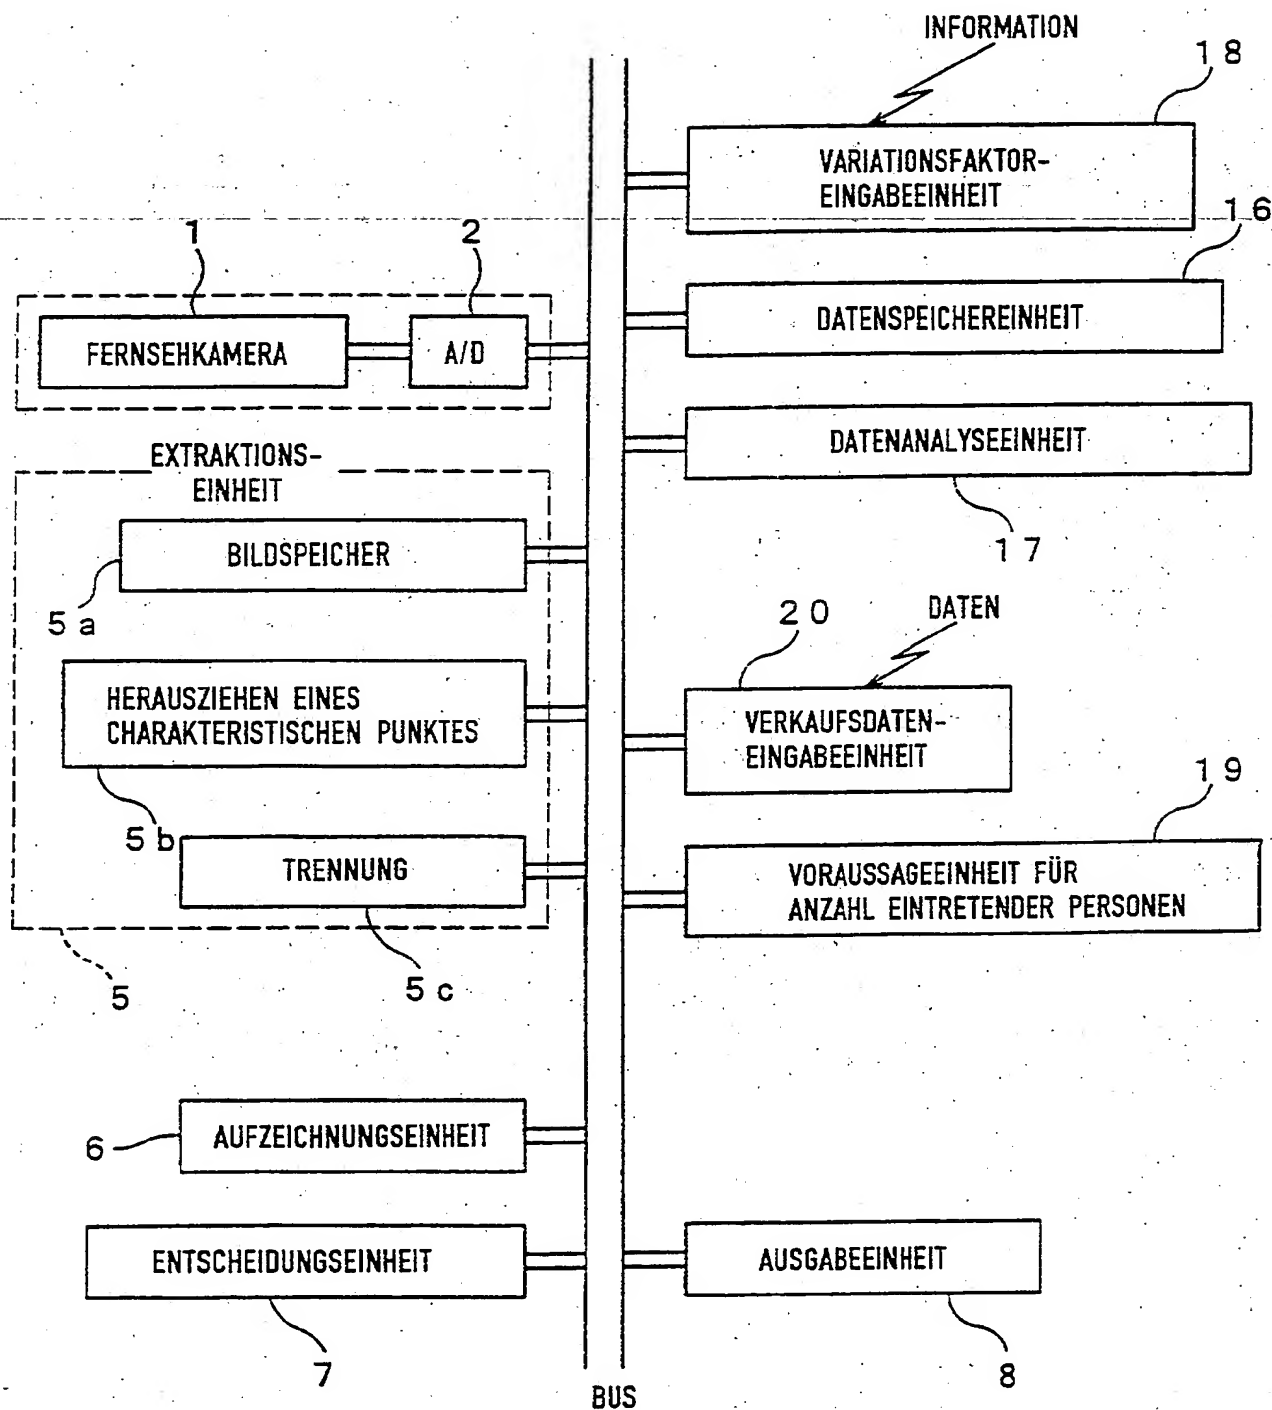 INFORMATION
18
VARIATIONSFAKTOR-
EINGABEEINHEIT
16
DATENSPEICHEREINHEIT
1
2
FERNSEHKAMERA
A/D
DATENANALYSEEINHEIT
17
EXTRAKTIONS-
EINHEIT
BILDSPEICHER
5a
HERAUSZIEHEN EINES
CHARAKTERISTISCHEN PUNKTES
5b
TRENNUNG
5c
5
20
DATEN
VERKAUFSDATEN-
EINGABEEINHEIT
19
VORAUSSAGEEINHEIT FÜR
ANZAHL EINTRETENDER PERSONEN
6
AUFZEICHNUNGSEINHEIT
ENTSCHEIDUNGSEINHEIT
7
AUSGABEEINHEIT
8
BUS